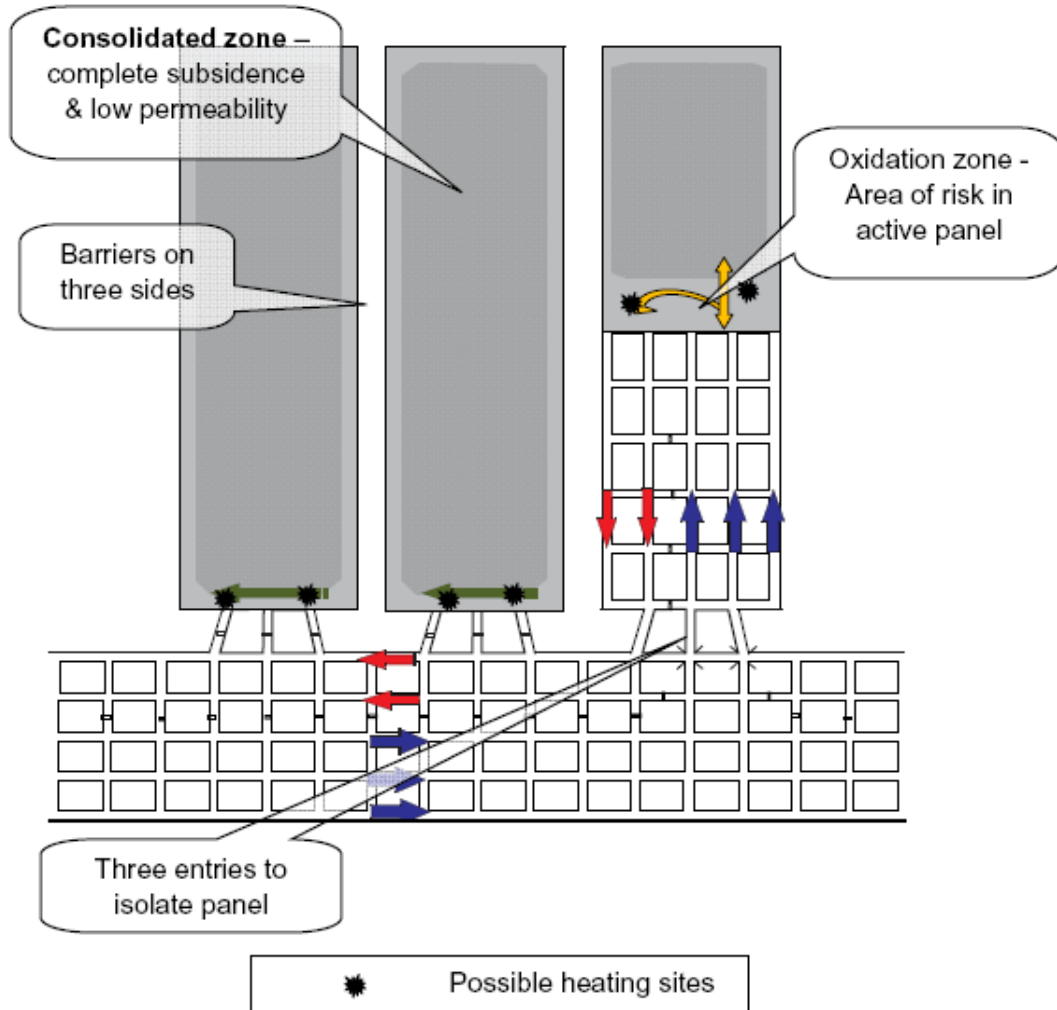 Consolidated zone –
complete subsidence
& low permeability
Oxidation zone -
Area of risk in
active panel
Barriers on
three sides
Three entries to
isolate panel
Possible heating sites